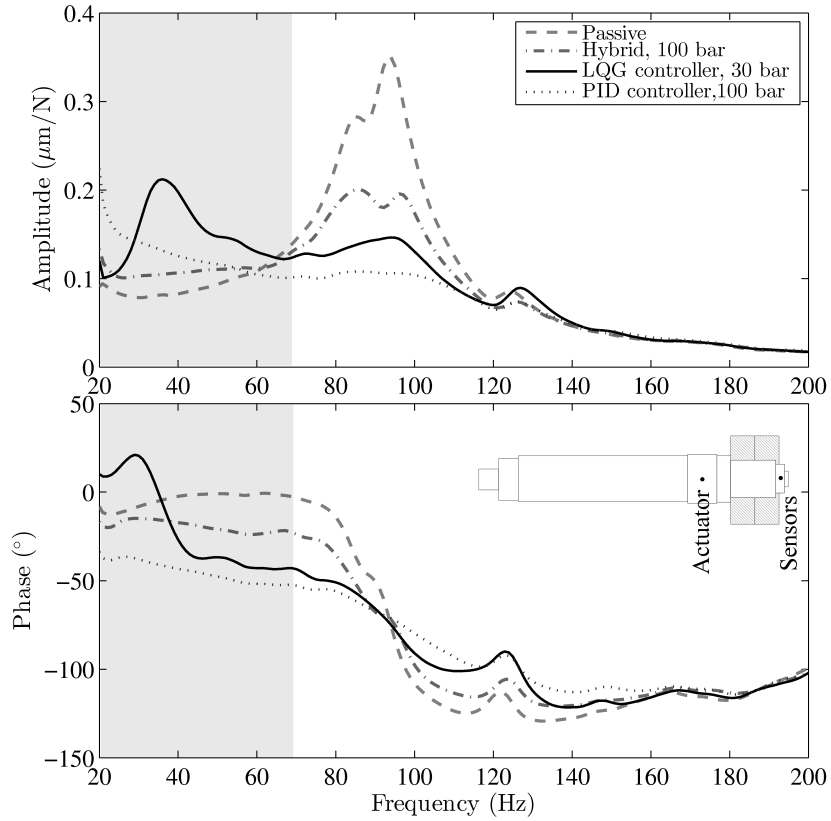 0.4
0.3
0.2
0.1
0
Amplitude (μm/N)
Passive
Hybrid, 100 bar
LQG controller, 30 bar
PID controller,100 bar
20 40 60 80 100 120 140 160 180 200
50
0
−50
−100
−150
Phase (°)
Actuator
Sensors
20 40 60 80 100 120 140 160 180 200
Frequency (Hz)